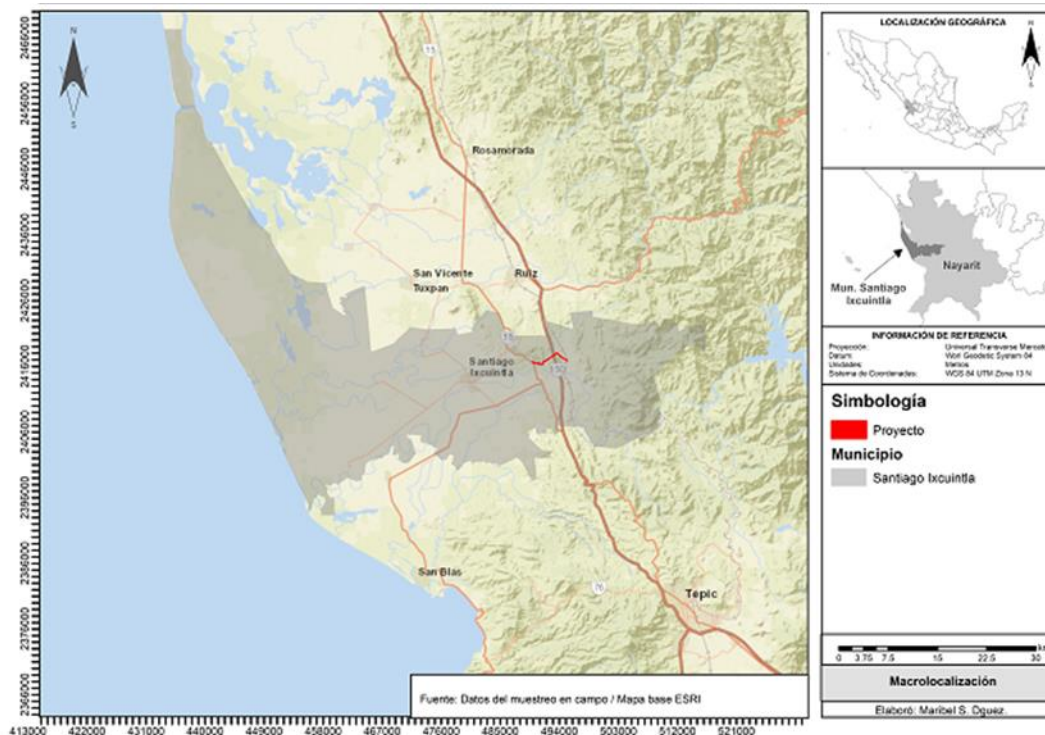 N
S
2466000
2456000
2446000
2436000
2426000
2416000
2406000
2396000
2386000
2376000
2366000
15
Rosamorada
San Vicente
Tuxpan
Ruiz
15
Santiago
Ixcuintla
San Blas
76
Tepic
Fuente: Datos del muestreo en campo / Mapa base ESRI
413000 422000 431000 440000 449000 458000 467000 476000 485000 494000 503000 512000 521000
LOCALIZACIÓN GEOGRÁFICA
N
S
Nayarit
Mun. Santiago
Ixcuintla
INFORMACIÓN DE REFERENCIA
Proyección: Universal Transverse Mercato
Datum: Worl Geodetic System 84
Unidades: Metros
Sistema de Coordenadas: WGS 84 UTM Zona 13 N
Simbología
Proyecto
Municipio
Santiago Ixcuintla
0 3.75 7.5 15 22.5 30
km
Macrolocalización
Elaboró: Maribel S. Dguez.